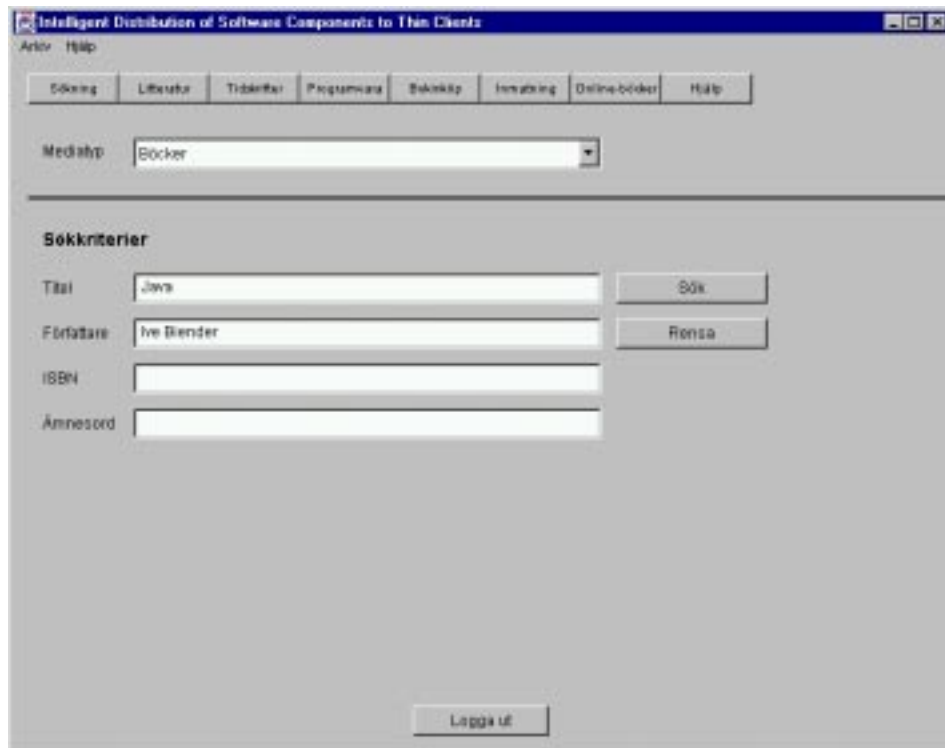 Intelligent Distribution of Software Components to Thin Clients
Arkiv Hjälp
Sökning Litteratur Tidskrifter Programvara Bokinköp Inmatning Online-böcker Hjälp
Mediatyp Böcker
Sökkriterier
Titel Java Sök
Författare Ive Blender Rensa
ISBN
Ämnesord
Logga ut